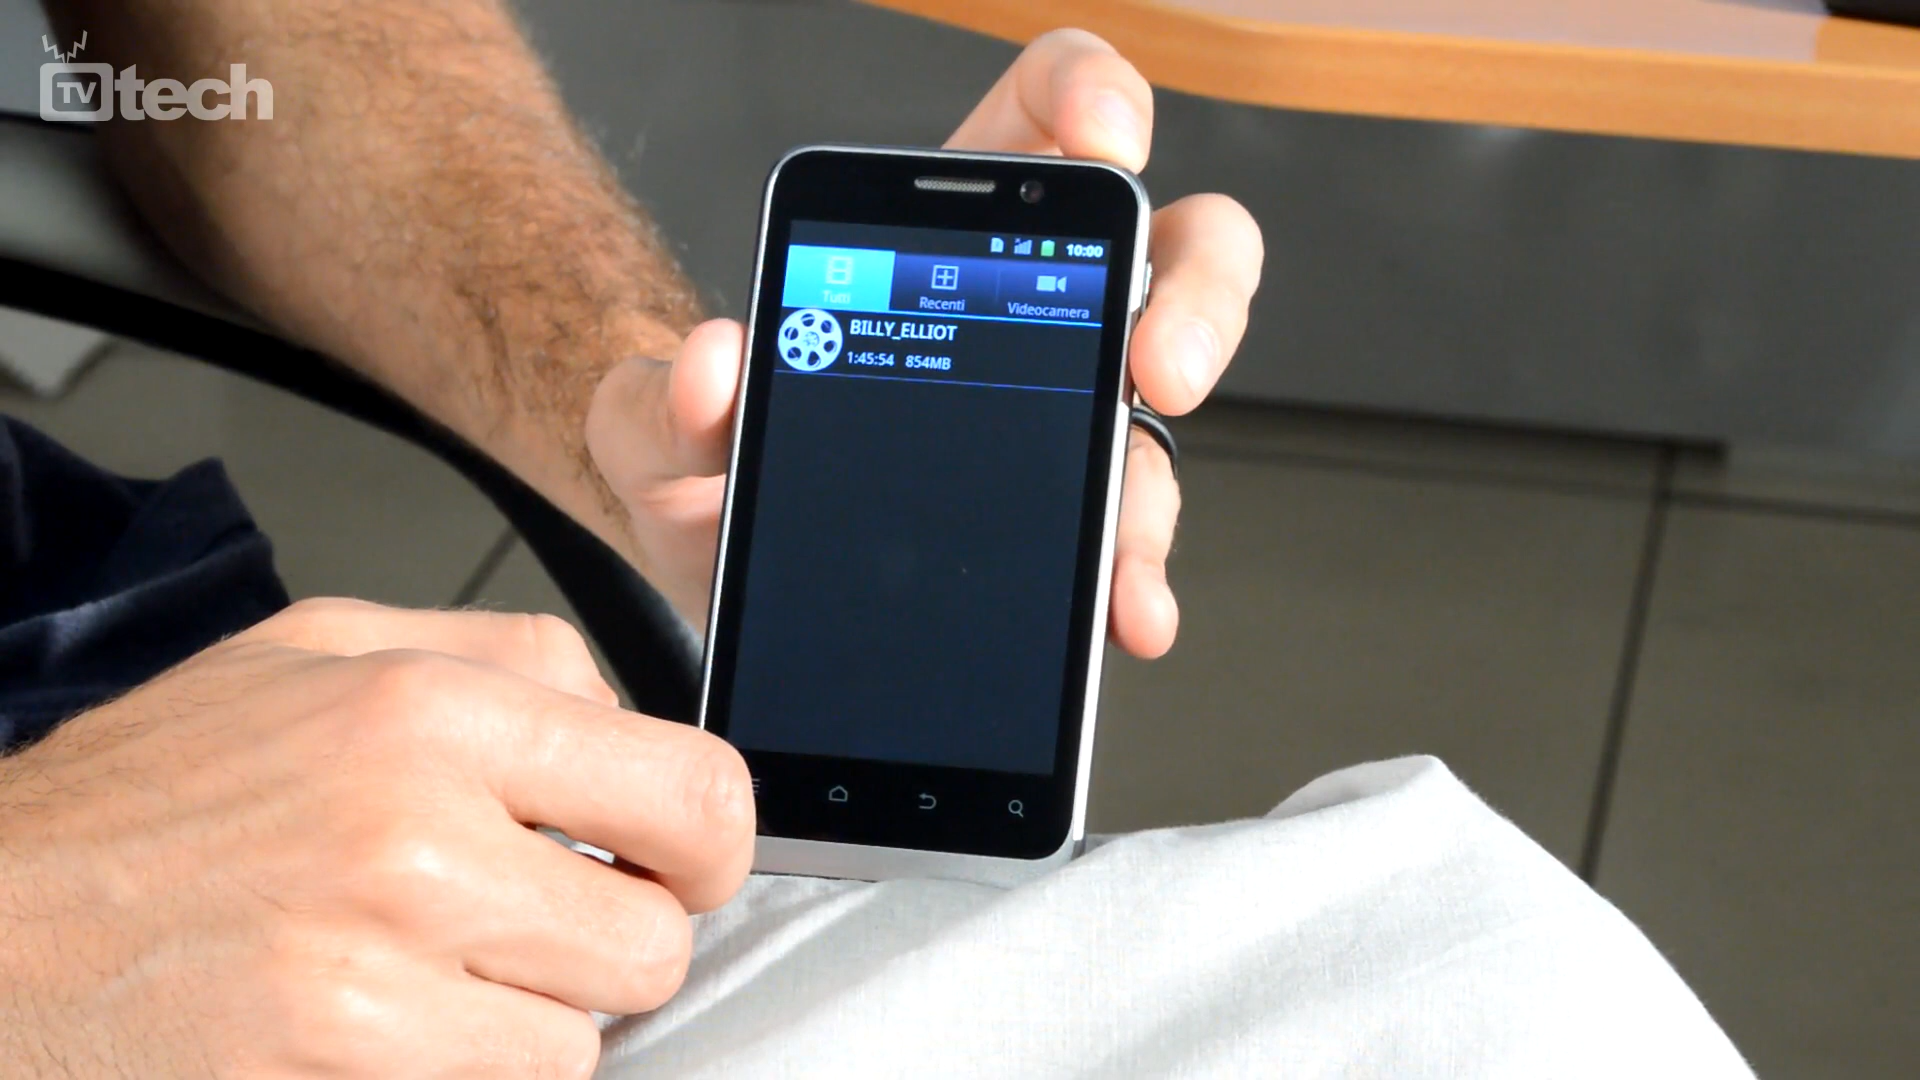 TV tech
10:00
Tutti
Recenti
Videocamera
BILLY_ELLIOT
1:45:54 854MB